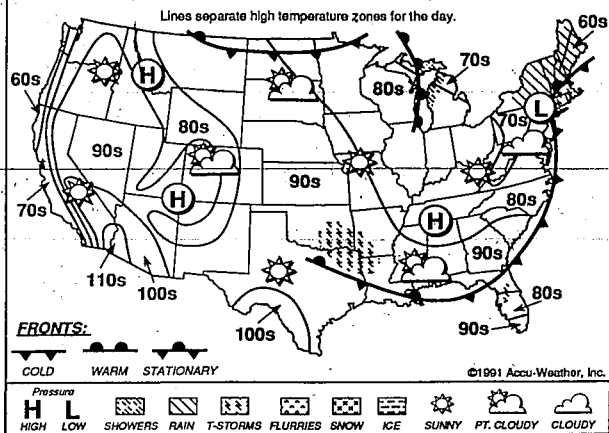 Lines separate high temperature zones for the day.
60s
60s
H
70s
80s
L
70s
80s
90s
90s
H
H
80s
70s
90s
110s
100s
80s
100s
90s
FRONTS:
COLD WARM STATIONARY
©1991 Accu-Weather, Inc.
Pressure
H L
HIGH LOW SHOWERS RAIN T-STORMS FLURRIES SNOW ICE SUNNY PT. CLOUDY CLOUDY